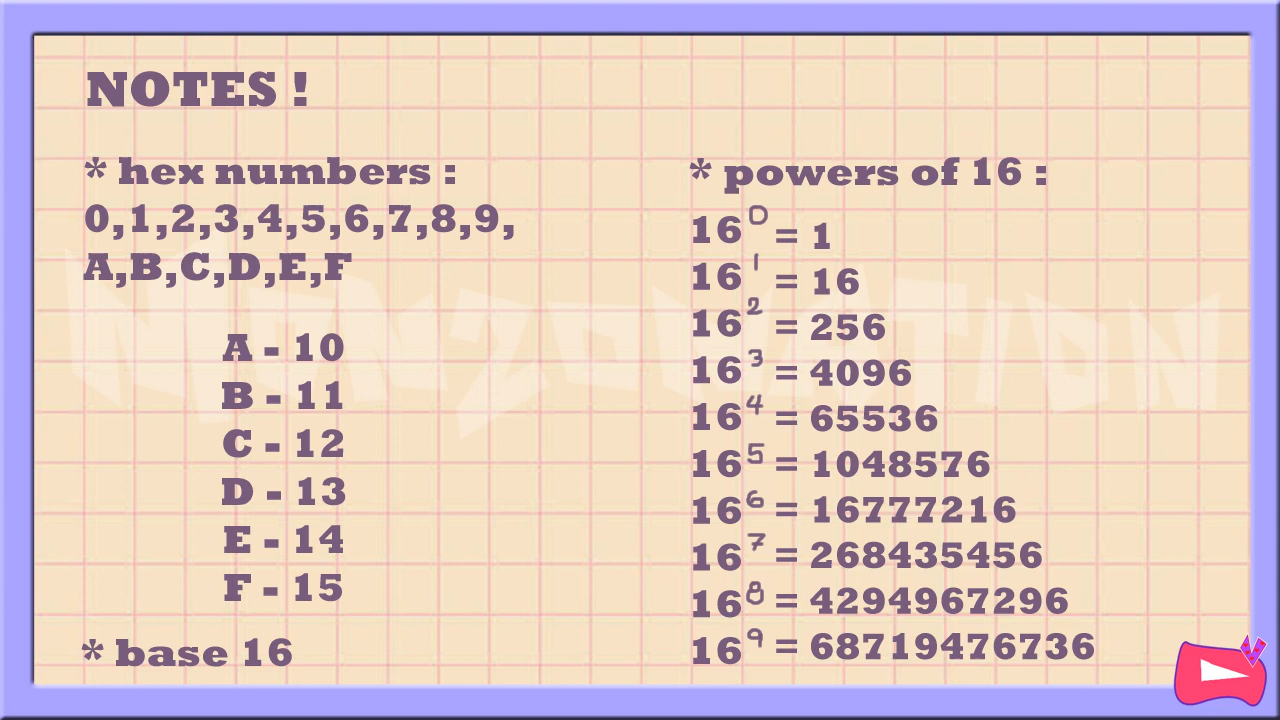 NOTES !
* hex numbers :
0,1,2,3,4,5,6,7,8,9,
A,B,C,D,E,F
A - 10
B - 11
C - 12
D - 13
E - 14
F - 15
* base 16
* powers of 16 :
16⁰ = 1
16¹ = 16
16² = 256
16³ = 4096
16⁴ = 65536
16⁵ = 1048576
16⁶ = 16777216
16⁷ = 268435456
16⁸ = 4294967296
16⁹ = 68719476736